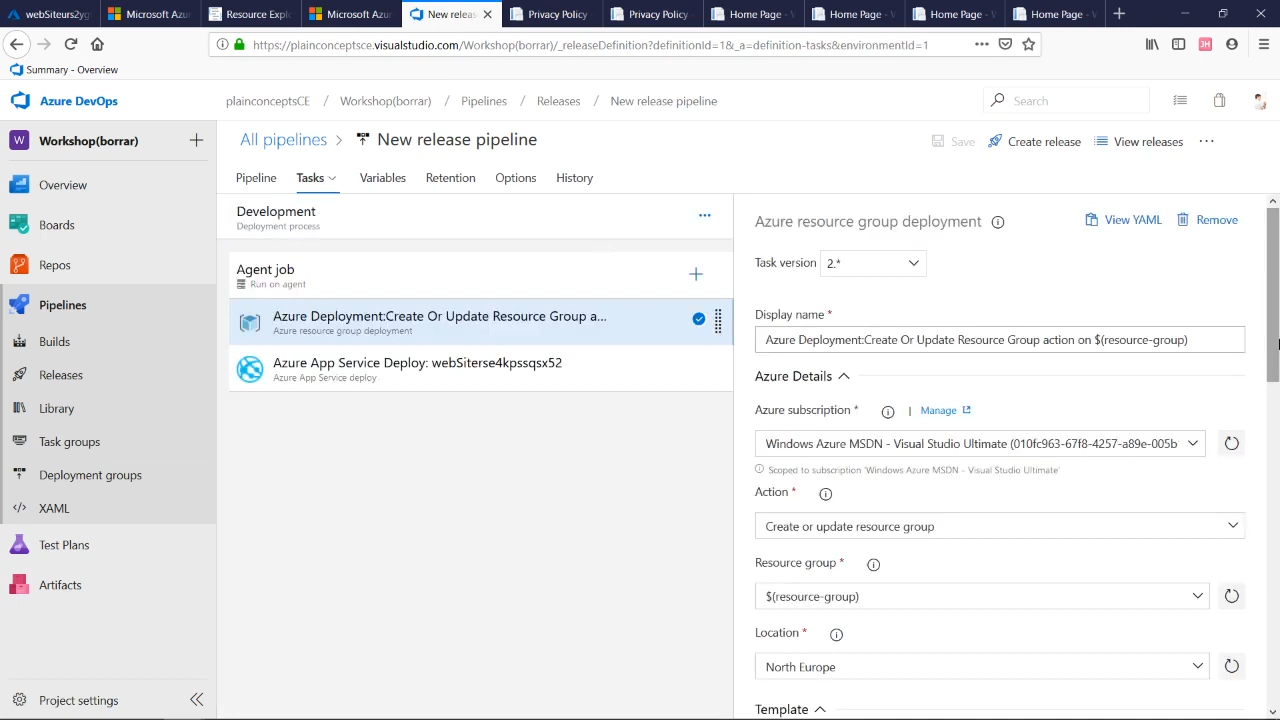 webSiteurs2yg
Microsoft Azu
Resource Expl
Microsoft Azu
New releas
Privacy Policy
Privacy Policy
Home Page - V
Home Page - V
Home Page - V
Home Page - V
https://plainconceptsce.visualstudio.com/Workshop(borrar)/_releaseDefinition?definitionId=1&_a=definition-tasks&environmentId=1
Summary - Overview
Azure DevOps
plainconceptsCE / Workshop(borrar) / Pipelines / Releases / New release pipeline
Search
W Workshop(borrar)
Overview
Boards
Repos
Pipelines
Builds
Releases
Library
Task groups
Deployment groups
XAML
Test Plans
Artifacts
Project settings
All pipelines > New release pipeline
Save Create release View releases ...
Pipeline Tasks Variables Retention Options History
Development
Deployment process
Agent job
Run on agent
Azure Deployment:Create Or Update Resource Group a...
Azure resource group deployment
Azure App Service Deploy: webSiterse4kpssqsx52
Azure App Service deploy
Azure resource group deployment
View YAML Remove
Task version 2.*
Display name *
Azure Deployment:Create Or Update Resource Group action on $(resource-group)
Azure Details
Azure subscription * | Manage
Windows Azure MSDN - Visual Studio Ultimate (010fc963-67f8-4257-a89e-005b
Scoped to subscription 'Windows Azure MSDN - Visual Studio Ultimate'
Action *
Create or update resource group
Resource group *
$(resource-group)
Location *
North Europe
Template